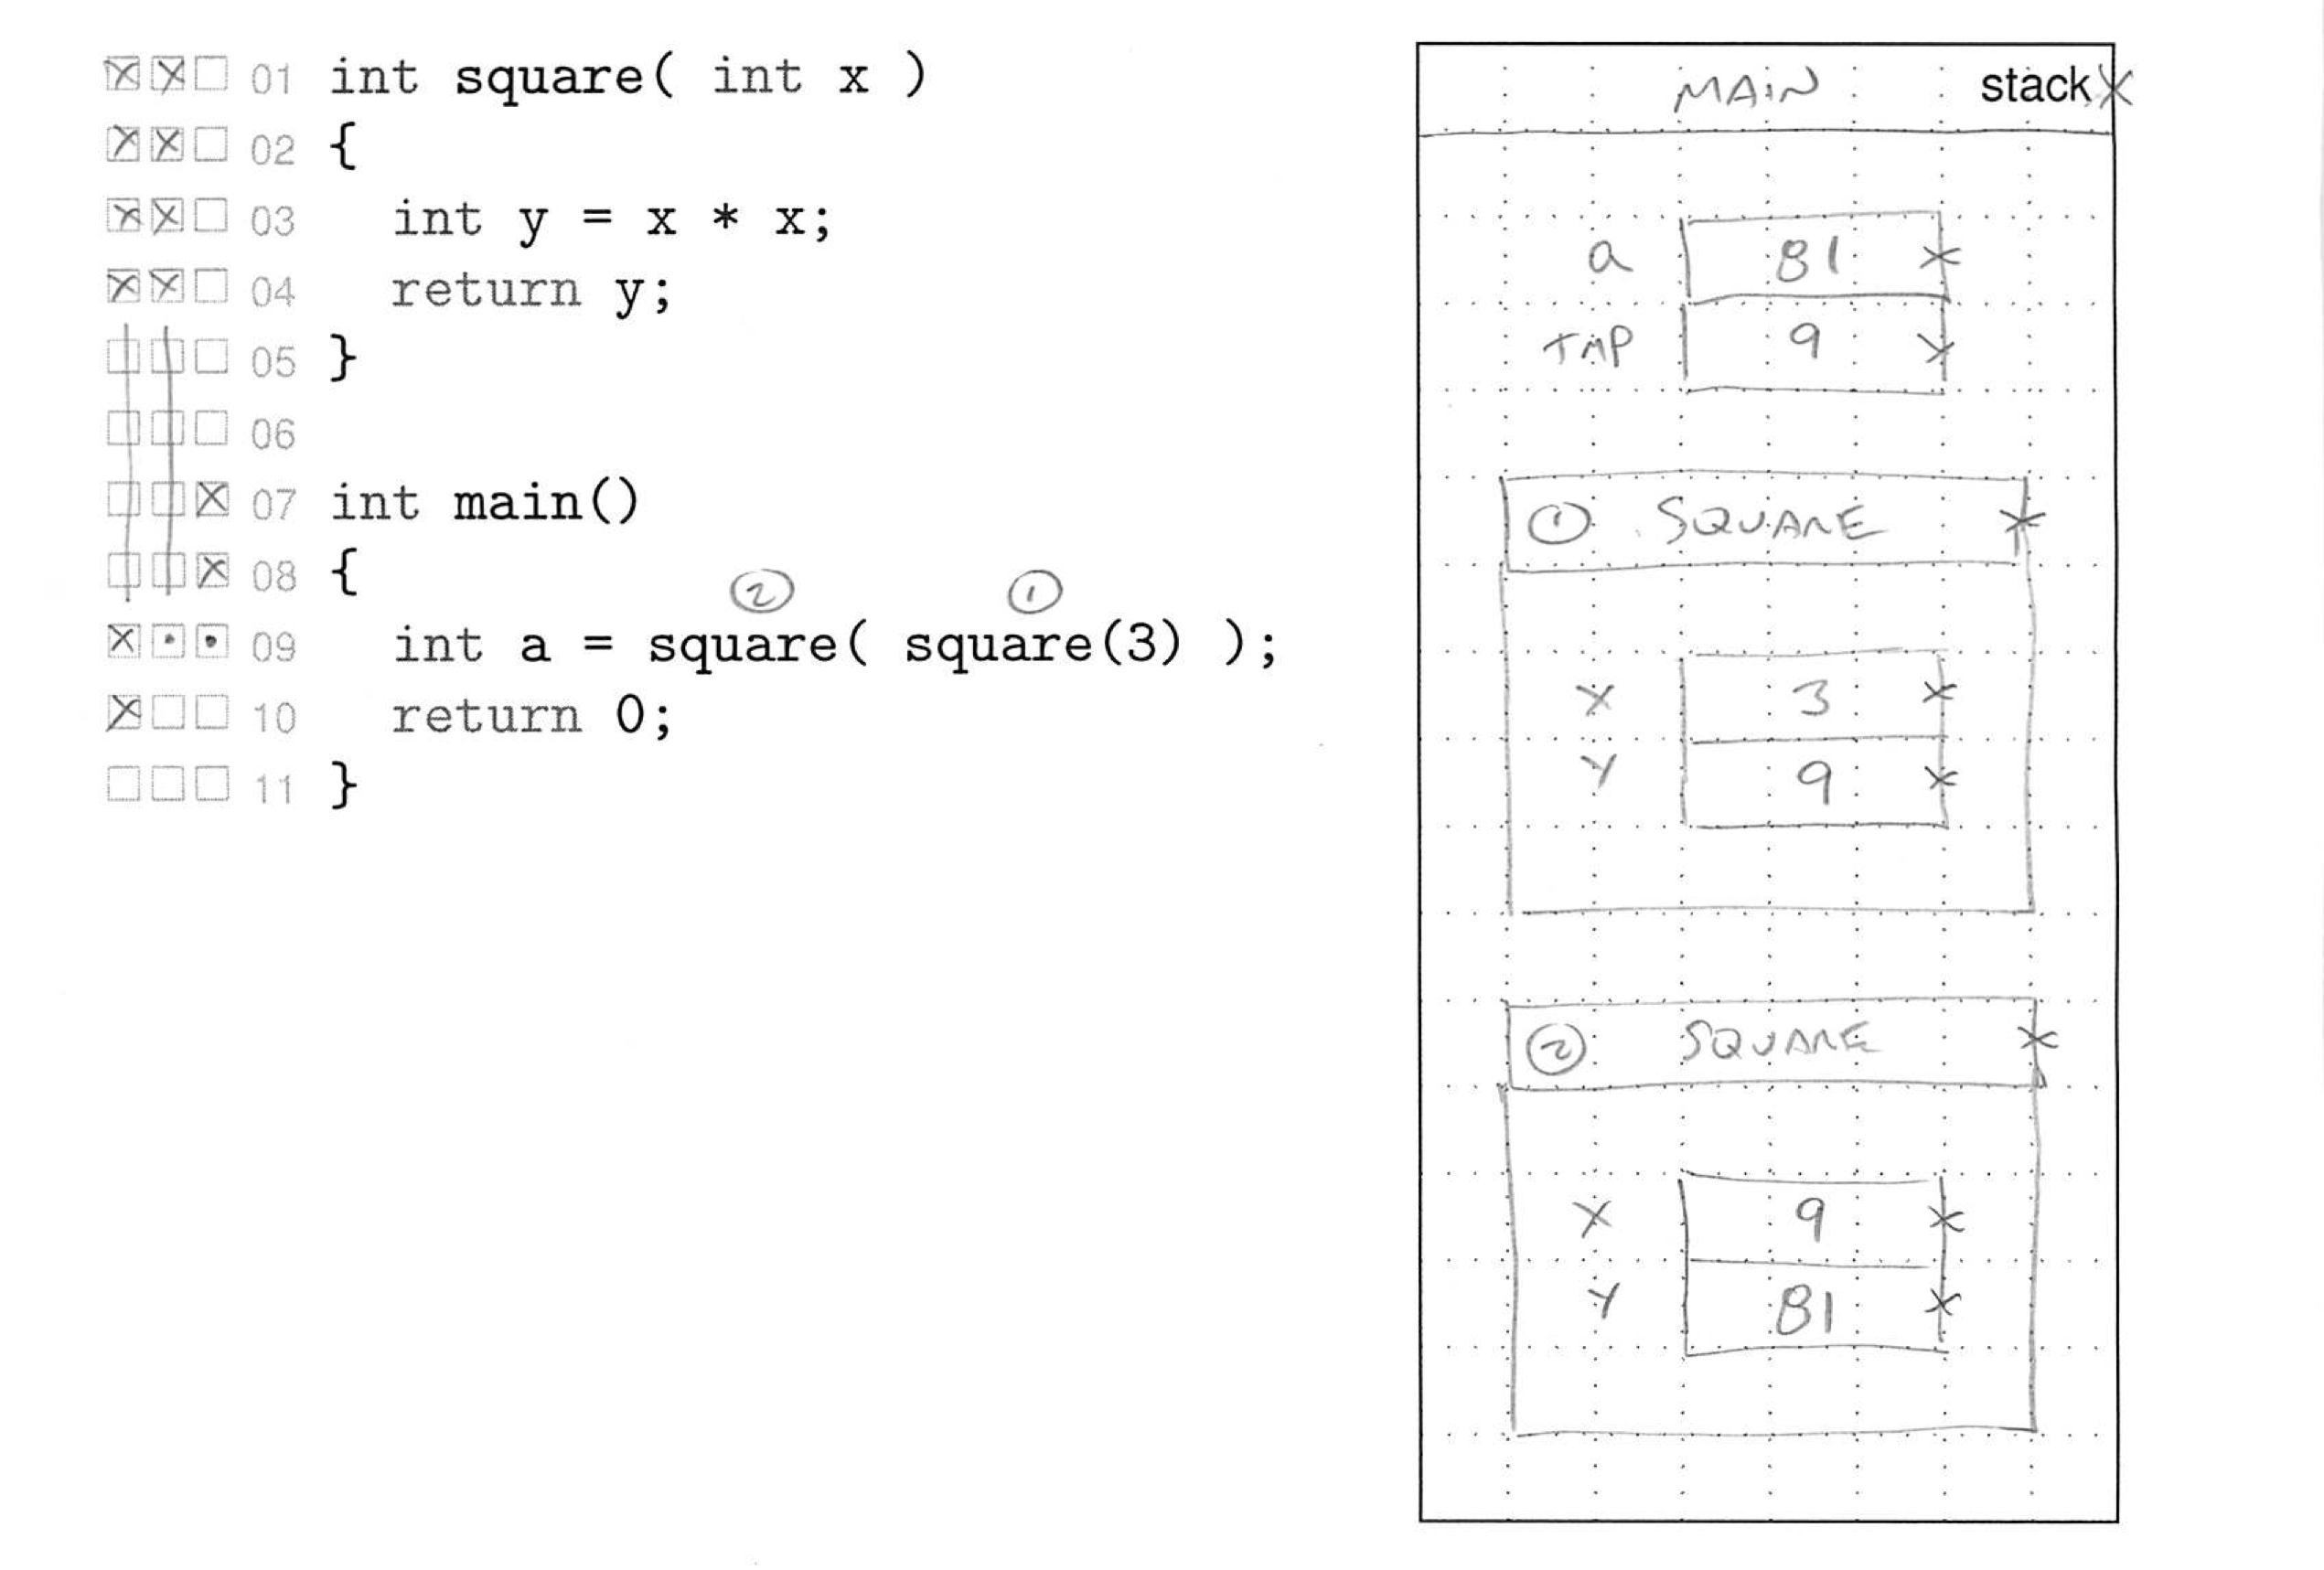 01 int square( int x )
02 {
03 int y = x * x;
04 return y;
05 }
06
07 int main()
08 {
② ①
09 int a = square( square(3) );
10 return 0;
11 }
MAIN stack
a 81
TMP 9
① SQUARE
X 3
Y 9
② SQUARE
X 9
Y 81